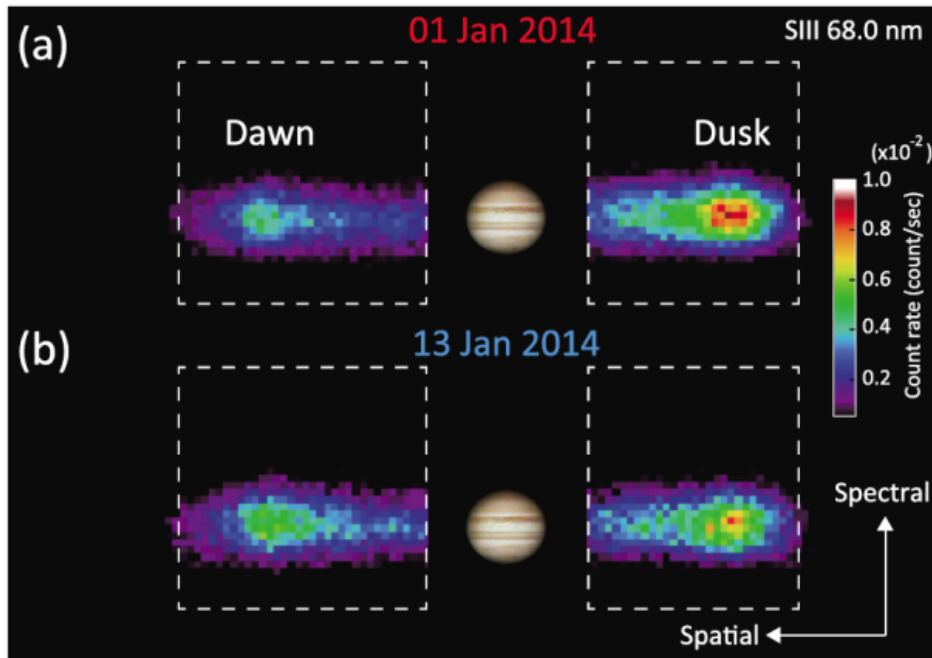 (a)
01 Jan 2014
SIII 68.0 nm
Dawn
Dusk
(x10⁻²)
1.0
0.8
0.6
0.4
0.2
Count rate (count/sec)
(b)
13 Jan 2014
Spectral
Spatial